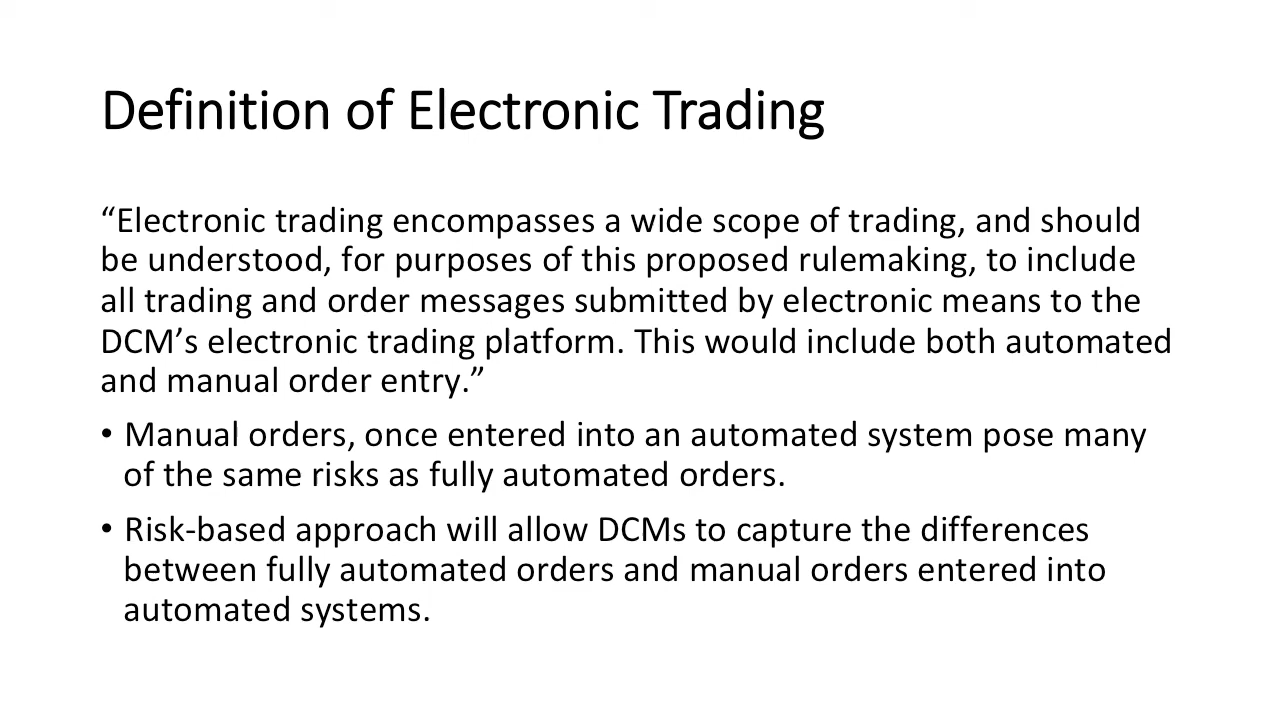 Definition of Electronic Trading
“Electronic trading encompasses a wide scope of trading, and should
be understood, for purposes of this proposed rulemaking, to include
all trading and order messages submitted by electronic means to the
DCM’s electronic trading platform. This would include both automated
and manual order entry.”
• Manual orders, once entered into an automated system pose many
of the same risks as fully automated orders.
• Risk-based approach will allow DCMs to capture the differences
between fully automated orders and manual orders entered into
automated systems.